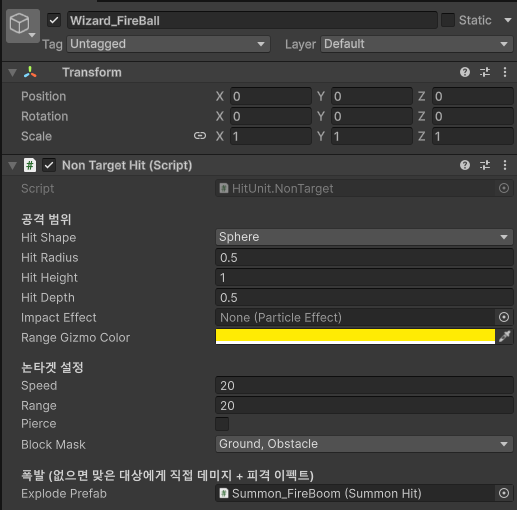 Wizard_FireBall Static
Tag Untagged Layer Default
Transform
Position X 0 Y 0 Z 0
Rotation X 0 Y 0 Z 0
Scale X 1 Y 1 Z 1
Non Target Hit (Script)
Script HitUnit.NonTarget
공격 범위
Hit Shape Sphere
Hit Radius 0.5
Hit Height 1
Hit Depth 0.5
Impact Effect None (Particle Effect)
Range Gizmo Color
논타겟 설정
Speed 20
Range 20
Pierce
Block Mask Ground, Obstacle
폭발 (없으면 맞은 대상에게 직접 데미지 + 피격 이펙트)
Explode Prefab Summon_FireBoom (Summon Hit)